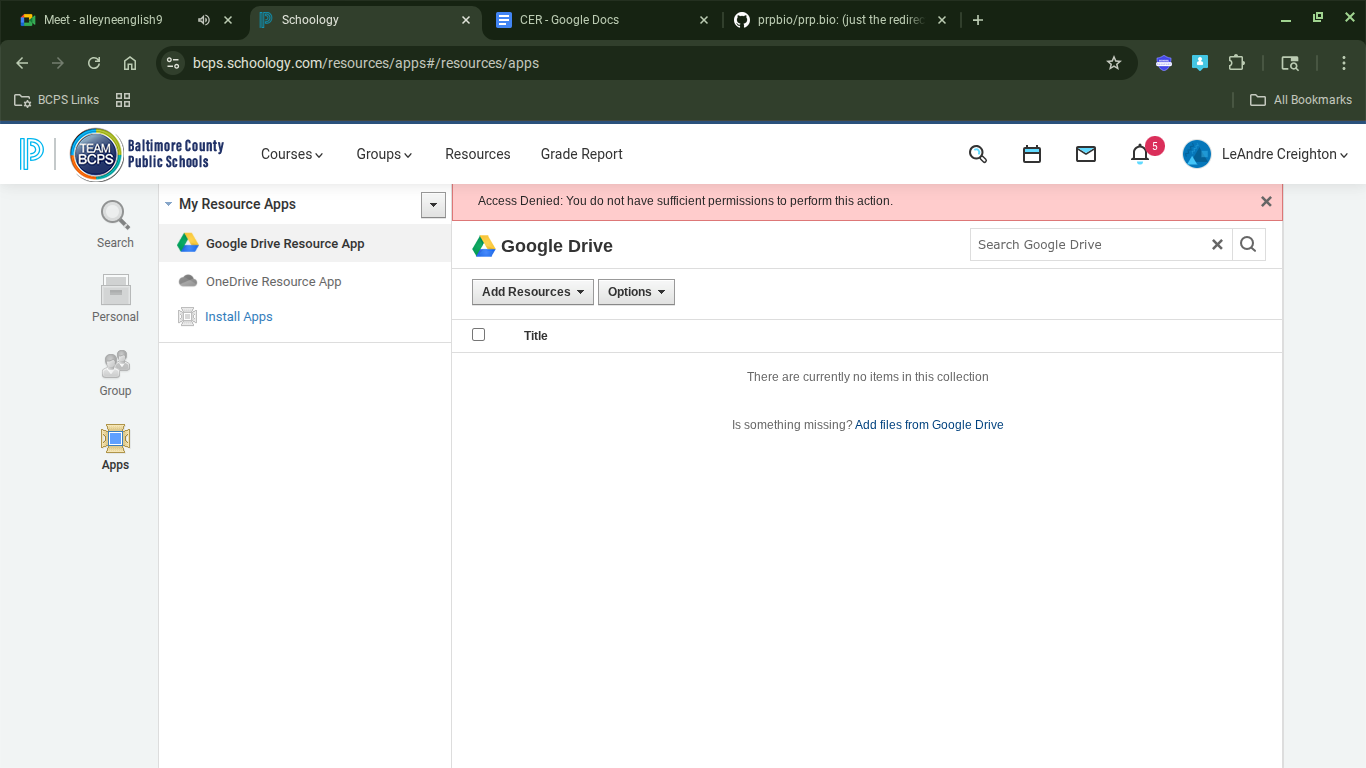 Meet - alleyneenglish9
Schoology
CER - Google Docs
prpbio/prp.bio: (just the redirec
bcps.schoology.com/resources/apps#/resources/apps
BCPS Links
All Bookmarks
TEAM BCPS
Baltimore County
Public Schools
Courses
Groups
Resources
Grade Report
5
LeAndre Creighton
Search
Personal
Group
Apps
My Resource Apps
Google Drive Resource App
OneDrive Resource App
Install Apps
Access Denied: You do not have sufficient permissions to perform this action.
Google Drive
Search Google Drive
Add Resources
Options
Title
There are currently no items in this collection
Is something missing? Add files from Google Drive